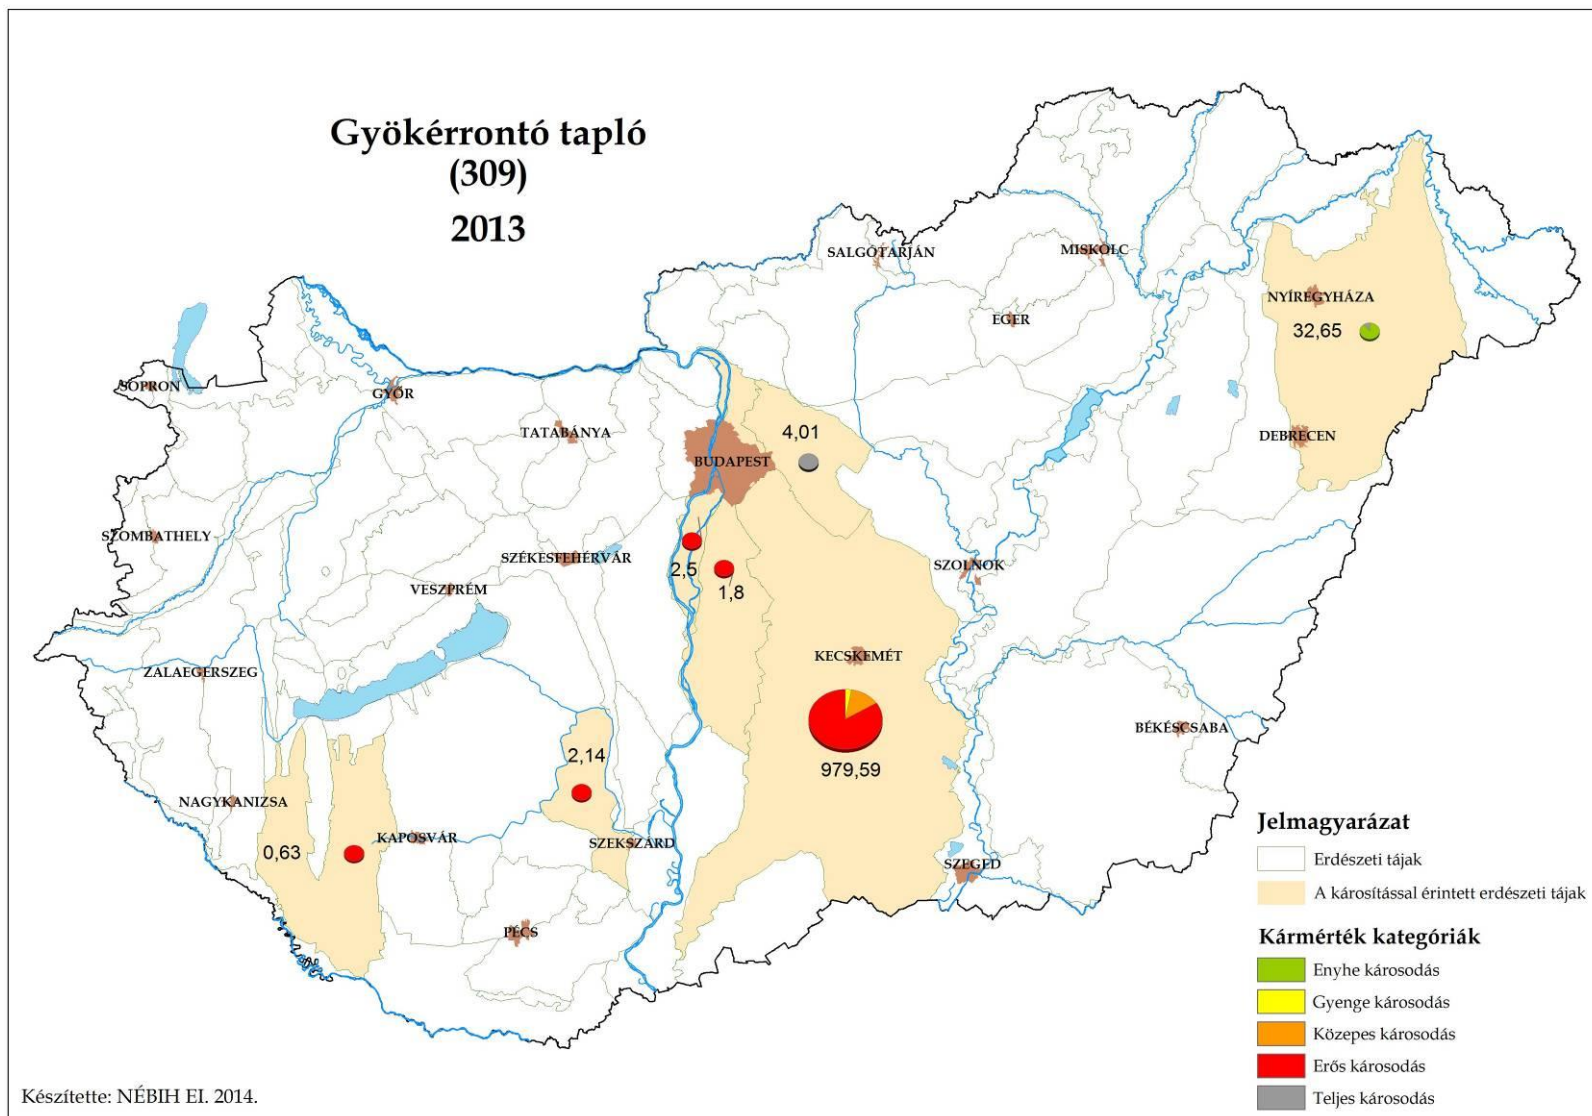 Gyökérrontó tapló
(309)
2013
SALGÓTARJÁN
MISKOLC
NYÍREGYHÁZA
EGER
32,65
SOPRON
GYŐR
TATABÁNYA
4,01
DEBRECEN
BUDAPEST
SZOMBATHELY
SZÉKESFEHÉRVÁR
2,5
SZOLNOK
VESZPRÉM
1,8
KECSKEMÉT
ZALAEGERSZEG
BÉKÉSCSABA
2,14
979,59
NAGYKANIZSA
KAPOSVÁR
SZEKSZÁRD
0,63
SZEGED
PÉCS
Jelmagyarázat
Erdészeti tájak
A károsítással érintett erdészeti tájak
Kármérték kategóriák
Enyhe károsodás
Gyenge károsodás
Közepes károsodás
Erős károsodás
Teljes károsodás
Készítette: NÉBIH EI. 2014.